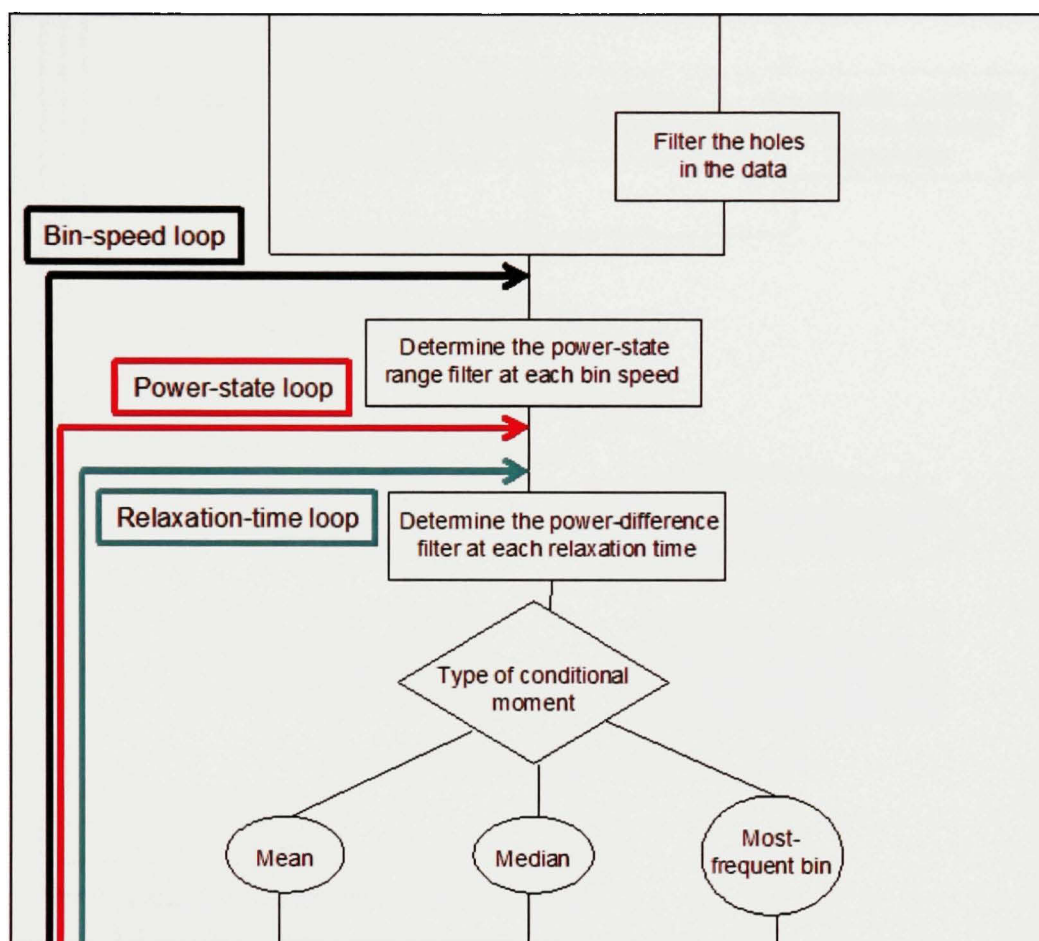 Filter the holes
in the data
Bin-speed loop
Determine the power-state
range filter at each bin speed
Power-state loop
Relaxation-time loop
Determine the power-difference
filter at each relaxation time
Type of conditional
moment
Mean
Median
Most-
frequent bin